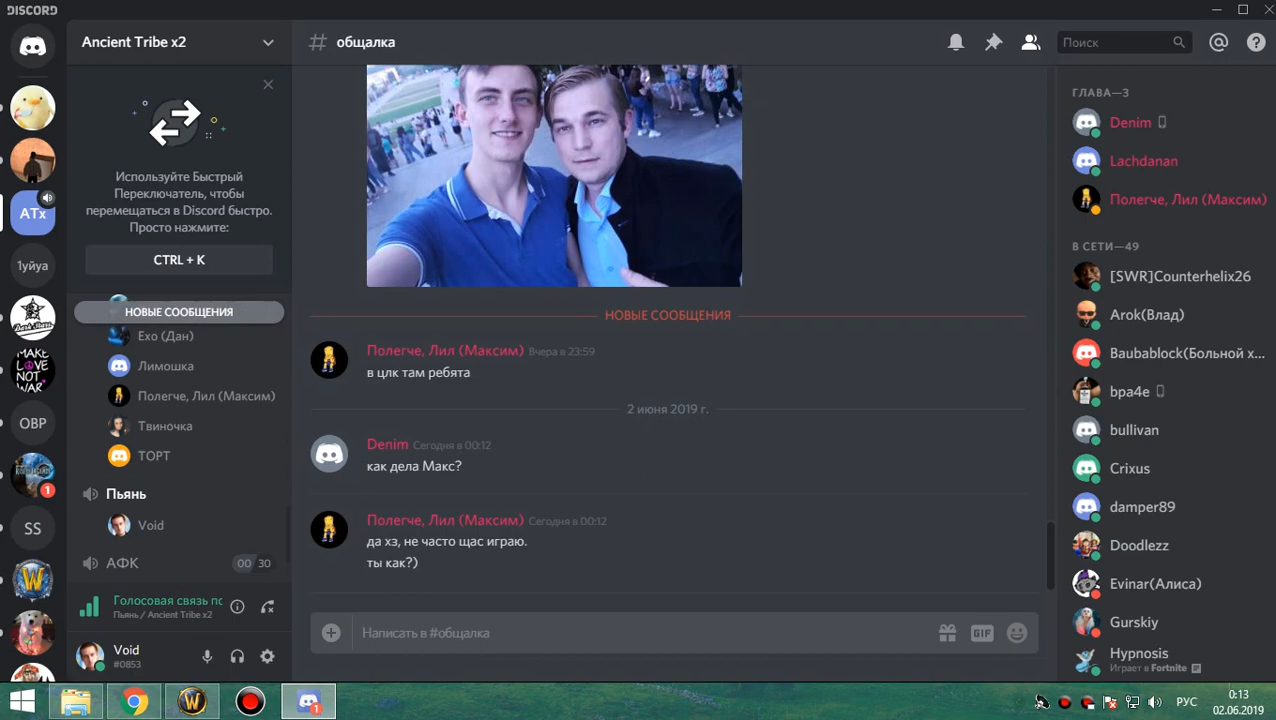 DISCORD
Ancient Tribe x2
Используйте Быстрый
Переключатель, чтобы
перемещаться в Discord быстро.
Просто нажмите:
CTRL + K
НОВЫЕ СООБЩЕНИЯ
Exo (Дан)
Лимошка
Полегче, Лил (Максим)
Твиночка
ТОРТ
Пьянь
Void
АФК
00 30
Голосовая связь по
Пьянь / Ancient Tribe x2
Void
#0853
ATx
1уйуа
MAKE LOVE NOT WAR
OBP
1
SS
# общалка
Поиск
НОВЫЕ СООБЩЕНИЯ
Полегче, Лил (Максим) Вчера в 23:59
в цлк там ребята
2 июня 2019 г.
Denim Сегодня в 00:12
как дела Макс?
Полегче, Лил (Максим) Сегодня в 00:12
да хз, не часто щас играю.
ты как?)
Написать в #общалка
GIF
ГЛАВА—3
Denim
Lachdanan
Полегче, Лил (Максим)
В СЕТИ—49
[SWR]Counterhelix26
Arok(Влад)
Baubablock(Больной х...
bpa4e
bullivan
Crixus
damper89
Doodlezz
Evinar(Алиса)
Gurskiy
Hypnosis
Играет в Fortnite
1
РУС
0:13
02.06.2019